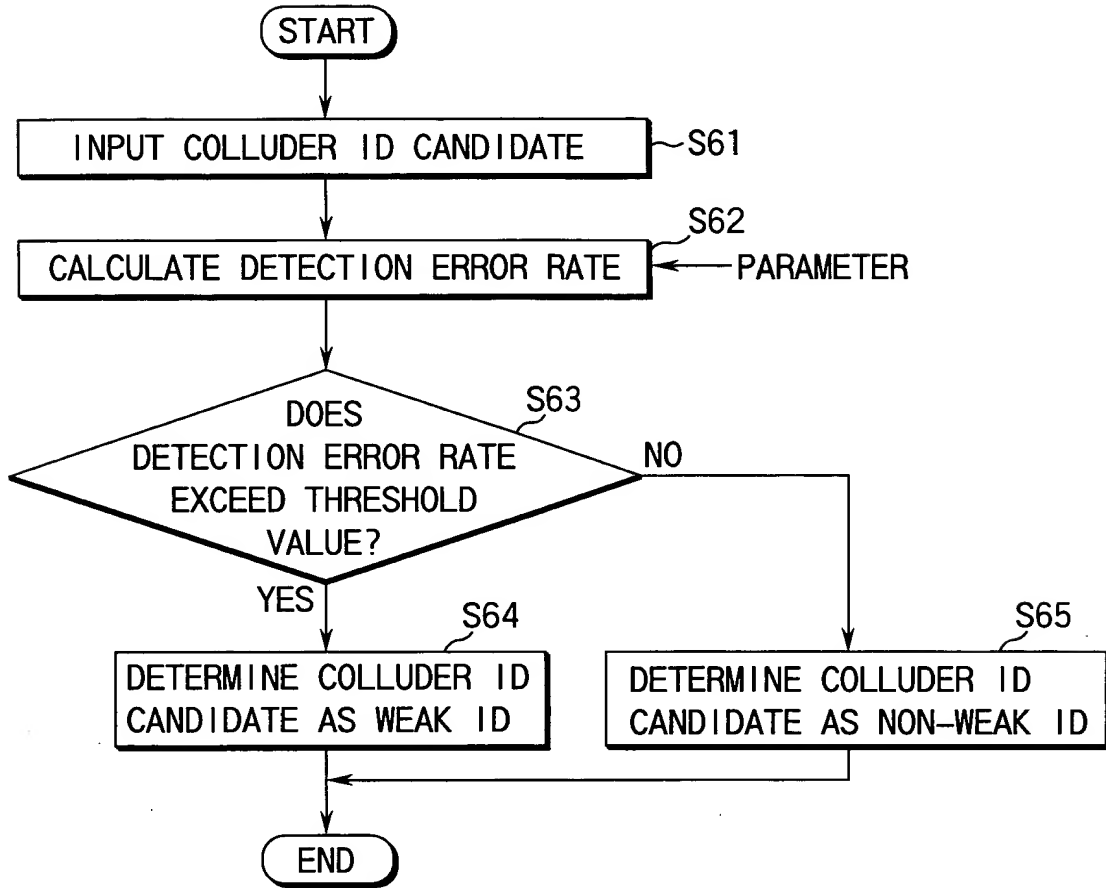 START
INPUT COLLUDER ID CANDIDATE
S61
S62
CALCULATE DETECTION ERROR RATE
PARAMETER
S63
DOES
DETECTION ERROR RATE
EXCEED THRESHOLD
VALUE?
NO
YES
S64
DETERMINE COLLUDER ID
CANDIDATE AS WEAK ID
S65
DETERMINE COLLUDER ID
CANDIDATE AS NON-WEAK ID
END